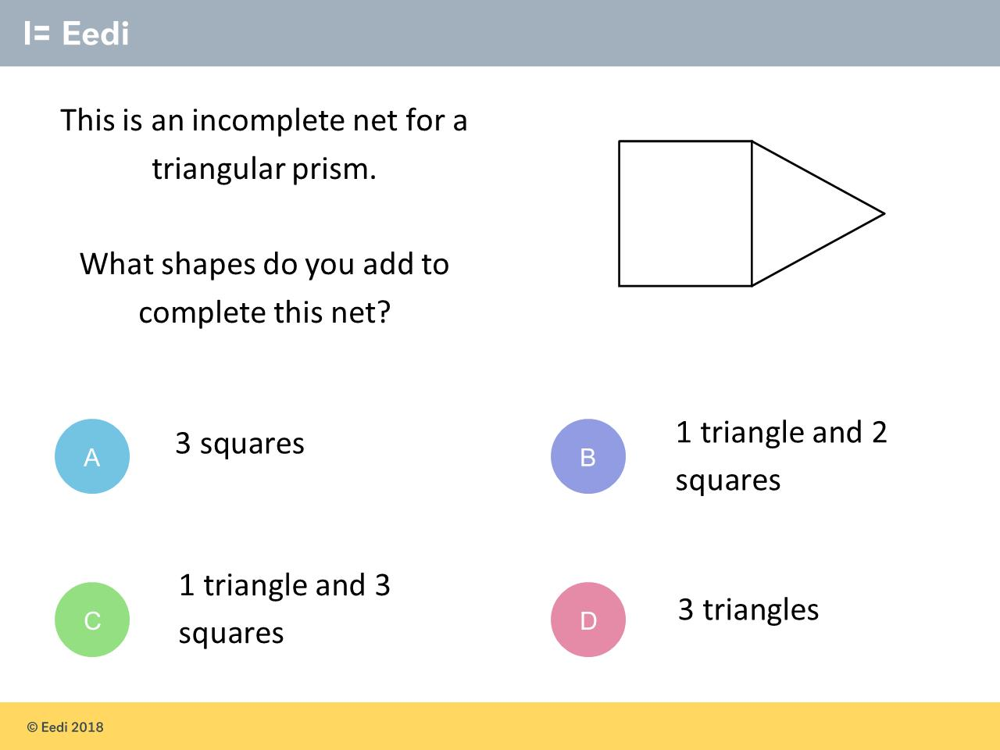 Eedi
This is an incomplete net for a
triangular prism.
What shapes do you add to
complete this net?
A
3 squares
B
1 triangle and 2
squares
C
1 triangle and 3
squares
D
3 triangles
© Eedi 2018